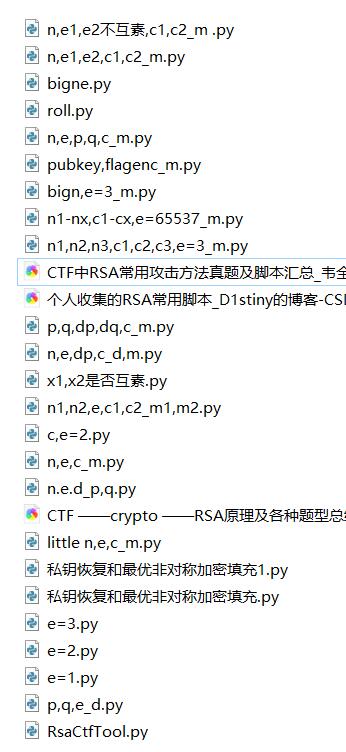 n,e1,e2不互素,c1,c2_m .py
n,e1,e2,c1,c2_m.py
bigne.py
roll.py
n,e,p,q,c_m.py
pubkey,flagenc_m.py
bign,e=3_m.py
n1-nx,c1-cx,e=65537_m.py
n1,n2,n3,c1,c2,c3,e=3_m.py
CTF中RSA常用攻击方法真题及脚本汇总_韦全
个人收集的RSA常用脚本_D1stiny的博客-CSI
p,q,dp,dq,c_m.py
n,e,dp,c_d,m.py
x1,x2是否互素.py
n1,n2,e,c1,c2_m1,m2.py
c,e=2.py
n,e,c_m.py
n.e.d_p,q.py
CTF ——crypto ——RSA原理及各种题型总结
little n,e,c_m.py
私钥恢复和最优非对称加密填充1.py
私钥恢复和最优非对称加密填充.py
e=3.py
e=2.py
e=1.py
p,q,e_d.py
RsaCtfTool.py